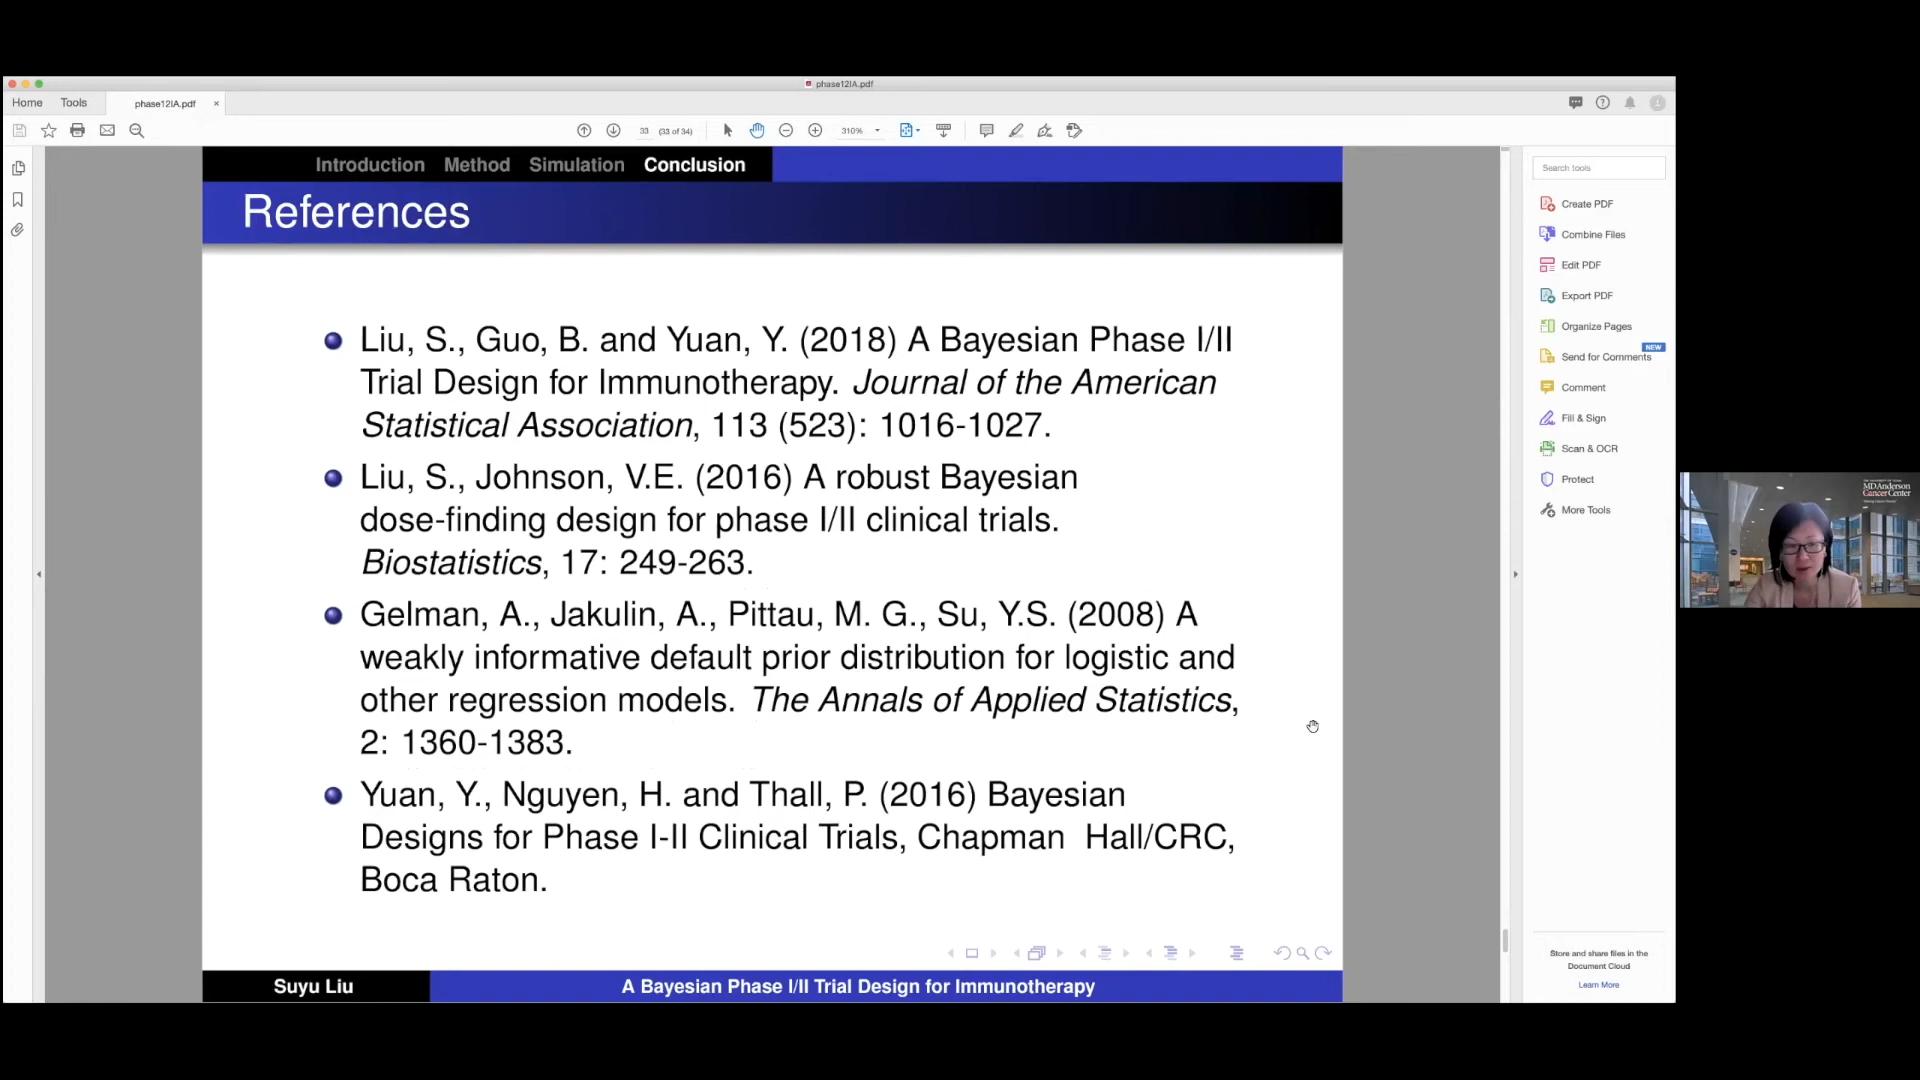 phase12IA.pdf
Home Tools phase12IA.pdf ×
33 (33 of 34) 310%
Introduction Method Simulation Conclusion
References
Liu, S., Guo, B. and Yuan, Y. (2018) A Bayesian Phase I/II
Trial Design for Immunotherapy. Journal of the American
Statistical Association, 113 (523): 1016-1027.
Liu, S., Johnson, V.E. (2016) A robust Bayesian
dose-finding design for phase I/II clinical trials.
Biostatistics, 17: 249-263.
Gelman, A., Jakulin, A., Pittau, M. G., Su, Y.S. (2008) A
weakly informative default prior distribution for logistic and
other regression models. The Annals of Applied Statistics,
2: 1360-1383.
Yuan, Y., Nguyen, H. and Thall, P. (2016) Bayesian
Designs for Phase I-II Clinical Trials, Chapman Hall/CRC,
Boca Raton.
Suyu Liu A Bayesian Phase I/II Trial Design for Immunotherapy
Search tools
Create PDF
Combine Files
Edit PDF
Export PDF
Organize Pages
NEW
Send for Comments
Comment
Fill & Sign
Scan & OCR
Protect
More Tools
Store and share files in the
Document Cloud
Learn More
MD Anderson
Cancer Center